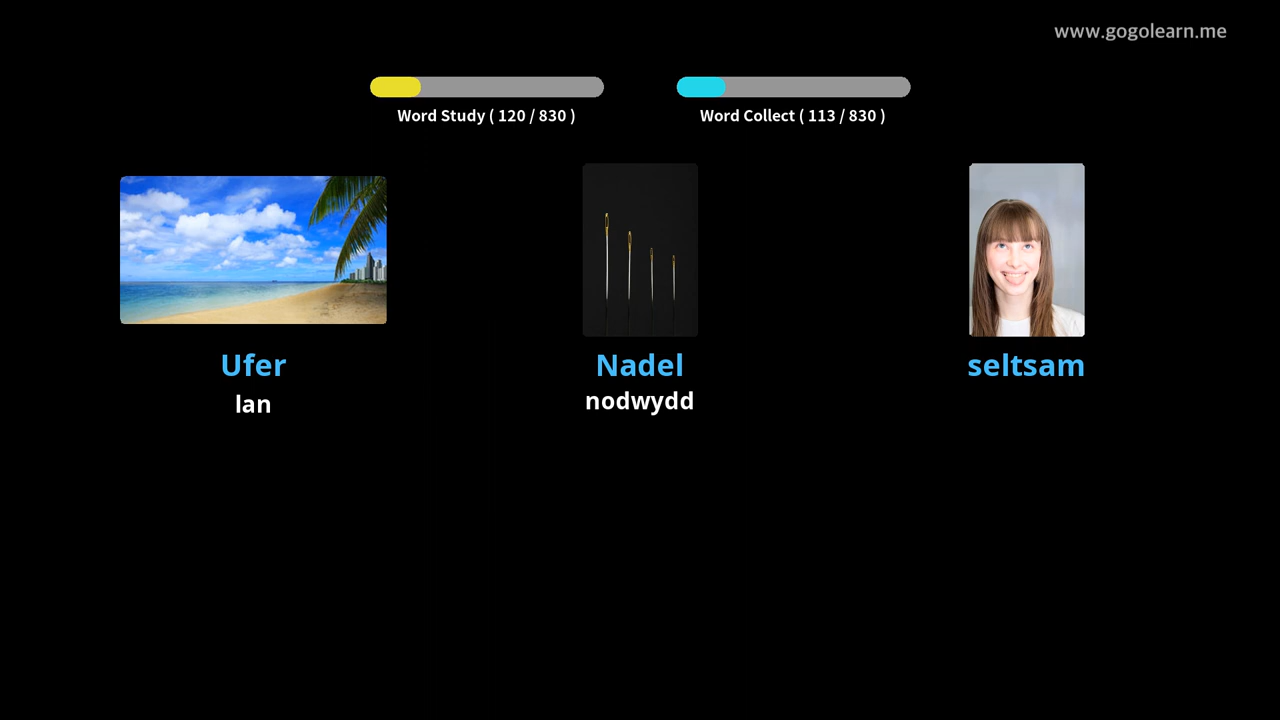 www.gogolearn.me
Word Study ( 120 / 830 )
Word Collect ( 113 / 830 )
Ufer
lan
Nadel
nodwydd
seltsam